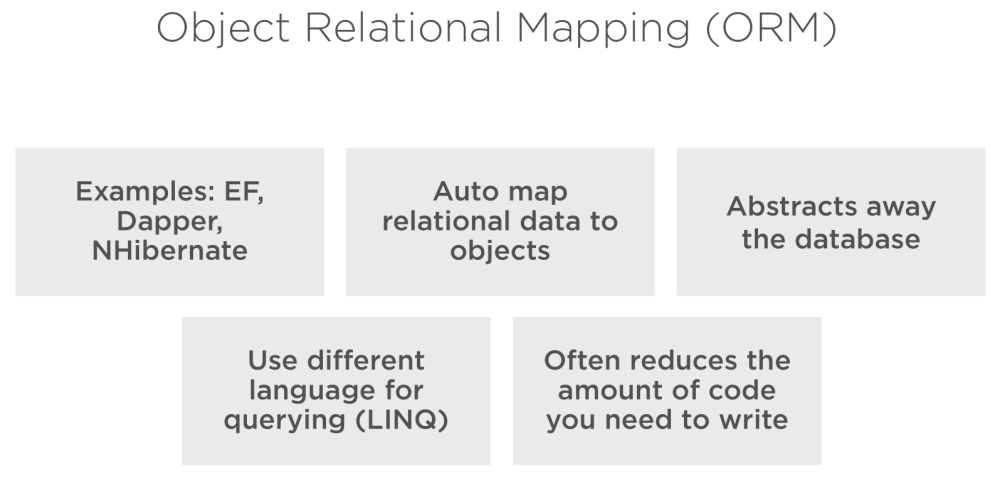 Object Relational Mapping (ORM)
Examples: EF,
Dapper,
NHibernate
Auto map
relational data to
objects
Abstracts away
the database
Use different
language for
querying (LINQ)
Often reduces the
amount of code
you need to write